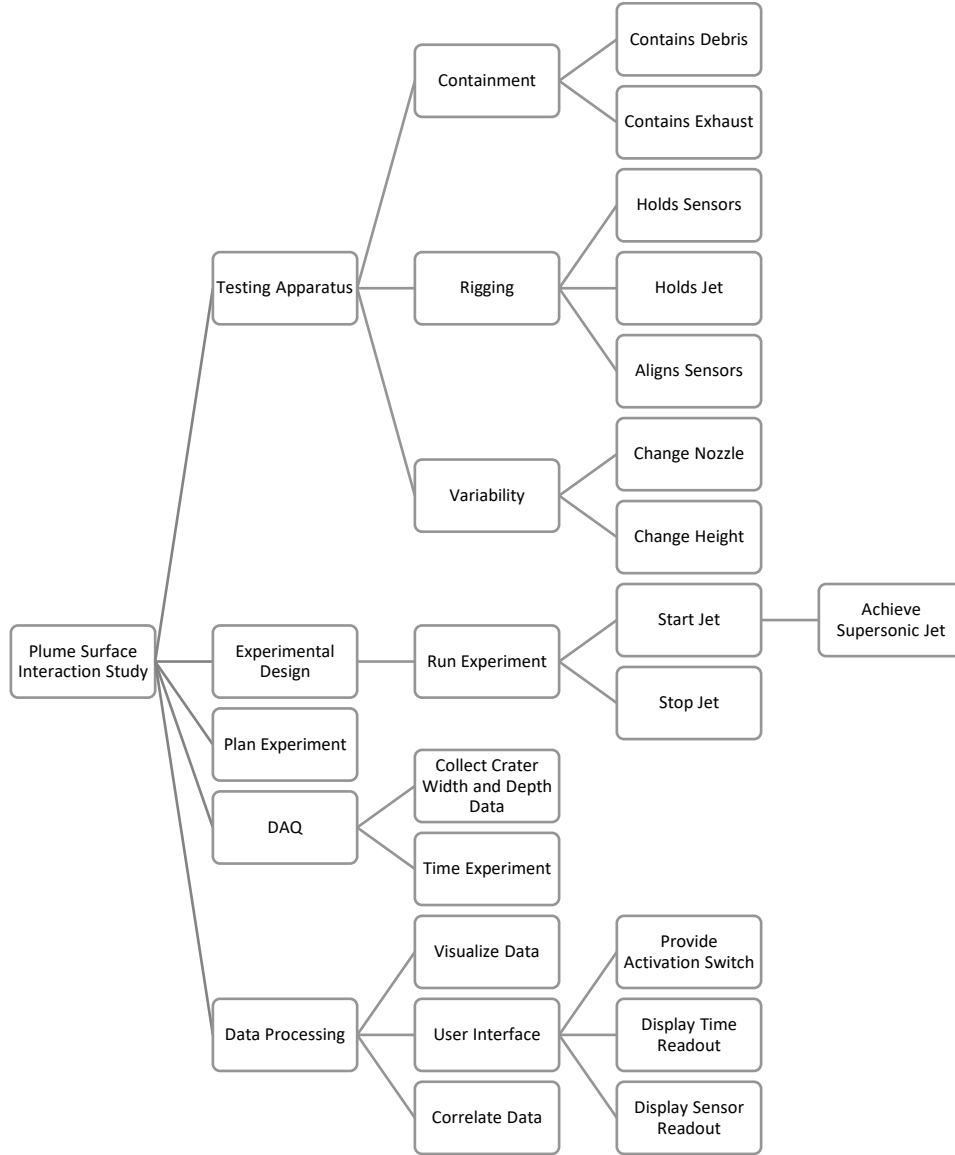 Plume Surface
Interaction Study
Testing Apparatus
Containment
Contains Debris
Contains Exhaust
Rigging
Holds Sensors
Holds Jet
Aligns Sensors
Variability
Change Nozzle
Change Height
Experimental
Design
Run Experiment
Start Jet
Achieve
Supersonic Jet
Stop Jet
Plan Experiment
DAQ
Collect Crater
Width and Depth
Data
Time Experiment
Data Processing
Visualize Data
User Interface
Provide
Activation Switch
Display Time
Readout
Display Sensor
Readout
Correlate Data